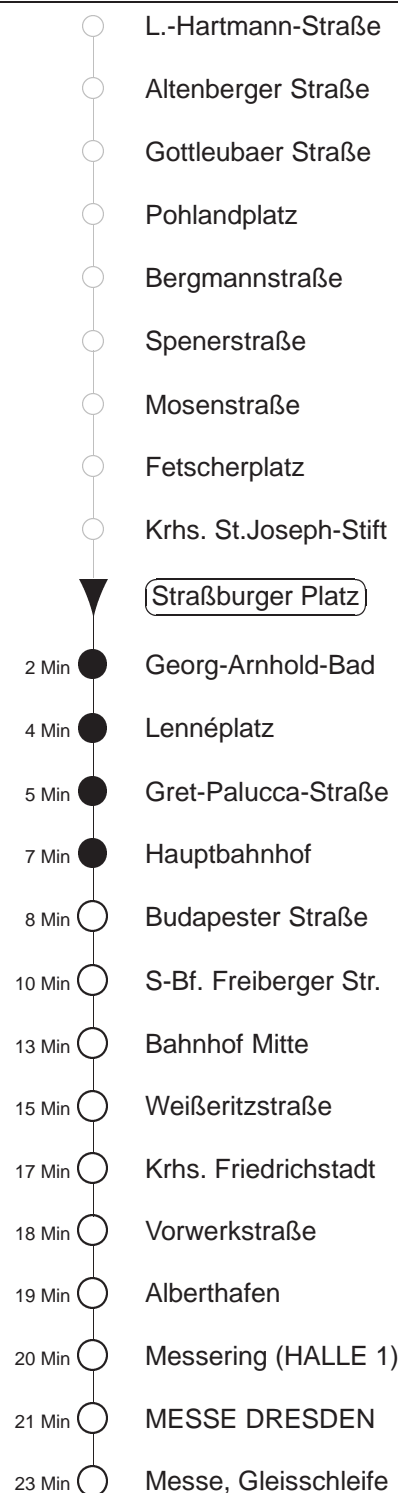 L.-Hartmann-Straße
Altenberger Straße
Gottleubaer Straße
Pohlandplatz
Bergmannstraße
Spenerstraße
Mosenstraße
Fetscherplatz
Krhs. St.Joseph-Stift
Straßburger Platz
2 Min Georg-Arnhold-Bad
4 Min Lennéplatz
5 Min Gret-Palucca-Straße
7 Min Hauptbahnhof
8 Min Budapester Straße
10 Min S-Bf. Freiberger Str.
13 Min Bahnhof Mitte
15 Min Weißeritzstraße
17 Min Krhs. Friedrichstadt
18 Min Vorwerkstraße
19 Min Alberthafen
20 Min Messering (HALLE 1)
21 Min MESSE DRESDEN
23 Min Messe, Gleisschleife